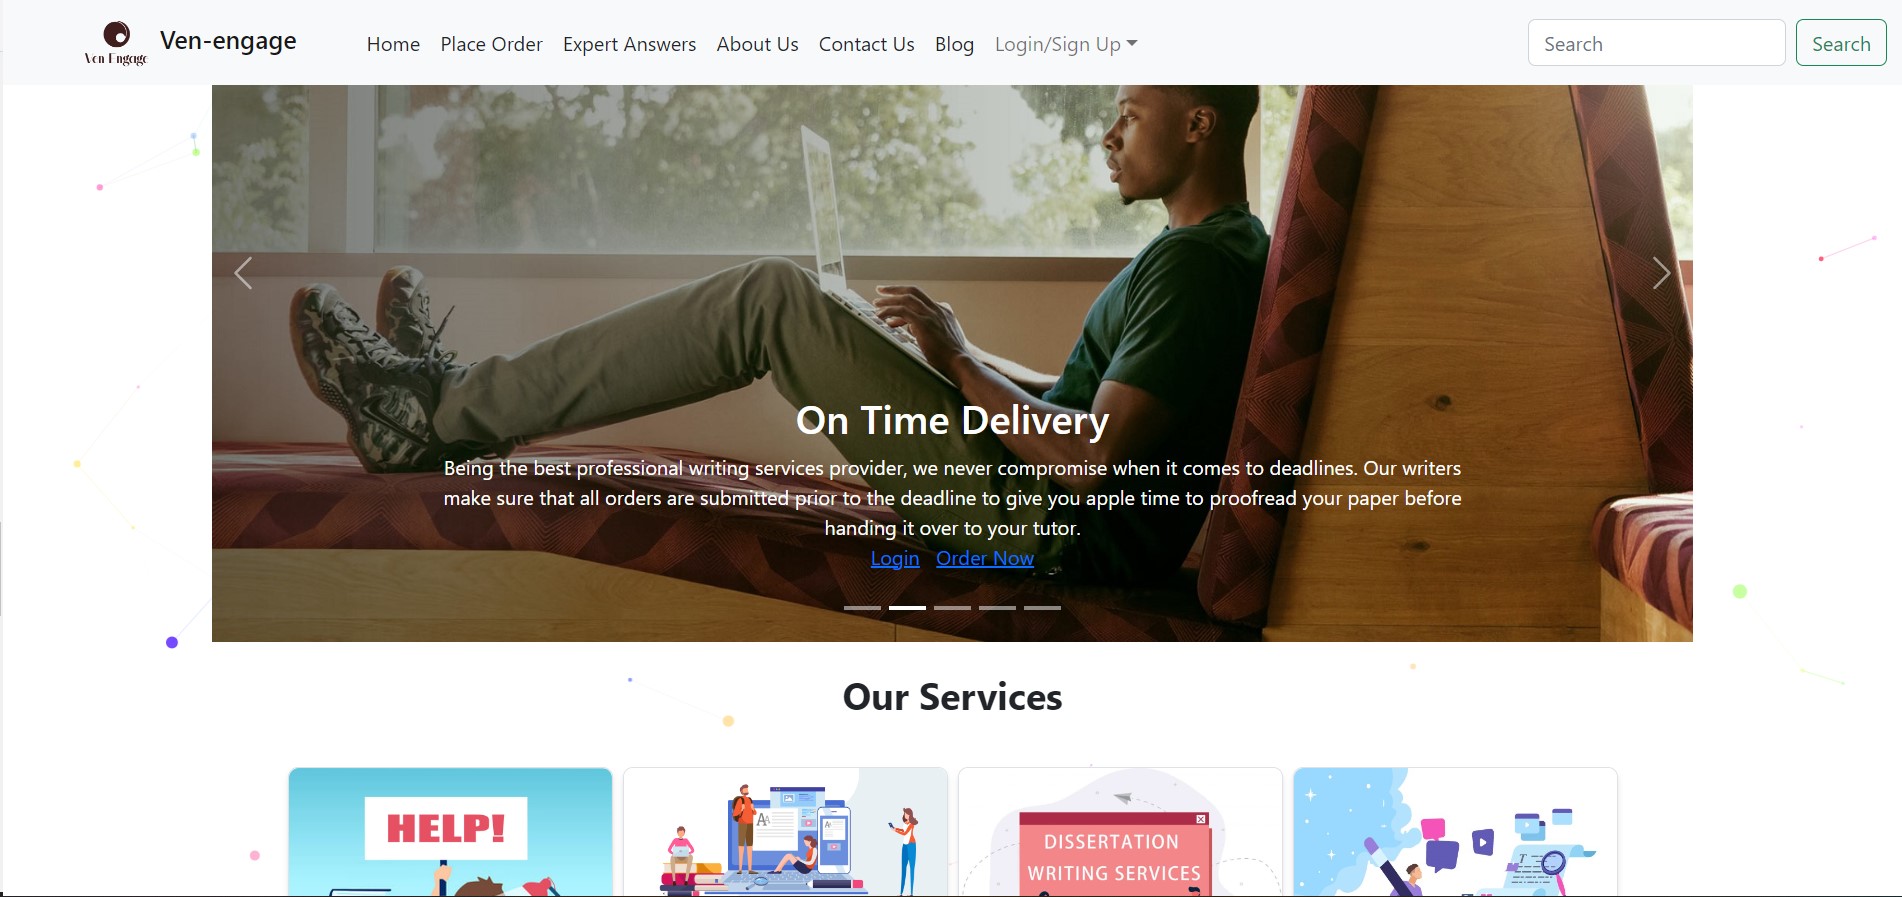 Ven Engage
Ven-engage
Home
Place Order
Expert Answers
About Us
Contact Us
Blog
Login/Sign Up
Search
Search
On Time Delivery
Being the best professional writing services provider, we never compromise when it comes to deadlines. Our writers
make sure that all orders are submitted prior to the deadline to give you apple time to proofread your paper before
handing it over to your tutor.
Login Order Now
Our Services
HELP!
AA
A
DISSERTATION
WRITING SERVICES
T